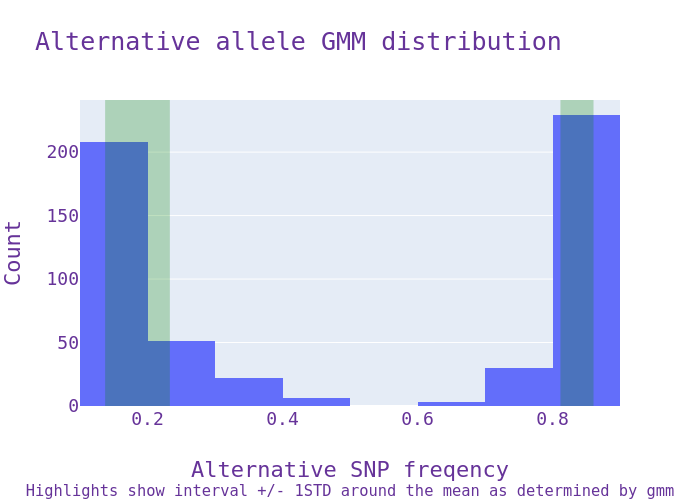 Alternative allele GMM distribution
Count
200
150
100
50
0
0.2 0.4 0.6 0.8
Alternative SNP freqency
Highlights show interval +/- 1STD around the mean as determined by gmm